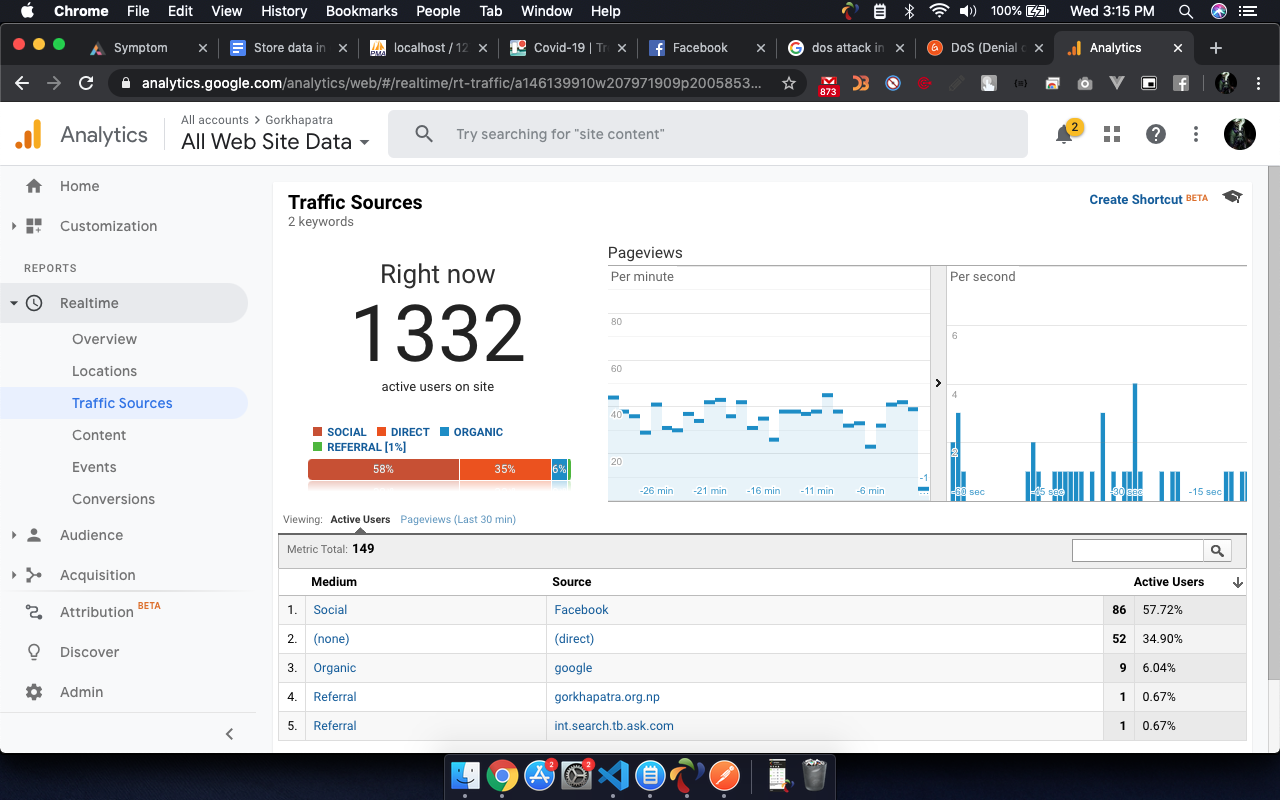 Chrome File Edit View History Bookmarks People Tab Window Help 100% Wed 3:15 PM
Symptom Store data in localhost / 12 Covid-19 | Tr Facebook dos attack in DoS (Denial Analytics
analytics.google.com/analytics/web/#/realtime/rt-traffic/a146139910w207971909p2005853... 873
Analytics
All accounts > Gorkhapatra
All Web Site Data
Try searching for "site content"
2
Home
Customization
REPORTS
Realtime
Overview
Locations
Traffic Sources
Content
Events
Conversions
Audience
Acquisition
Attribution BETA
Discover
Admin
Traffic Sources
2 keywords
Create Shortcut BETA
Right now
1332
active users on site
SOCIAL DIRECT ORGANIC
REFERRAL [1%]
58% 35% 6%
Pageviews
Per minute
80
60
40
20
-26 min -21 min -16 min -11 min -6 min -1
...
Per second
6
4
2
-60 sec -45 sec -30 sec -15 sec
Viewing: Active Users Pageviews (Last 30 min)
Metric Total: 149
Medium Source Active Users
1. Social Facebook 86 57.72%
2. (none) (direct) 52 34.90%
3. Organic google 9 6.04%
4. Referral gorkhapatra.org.np 1 0.67%
5. Referral int.search.tb.ask.com 1 0.67%
2 2